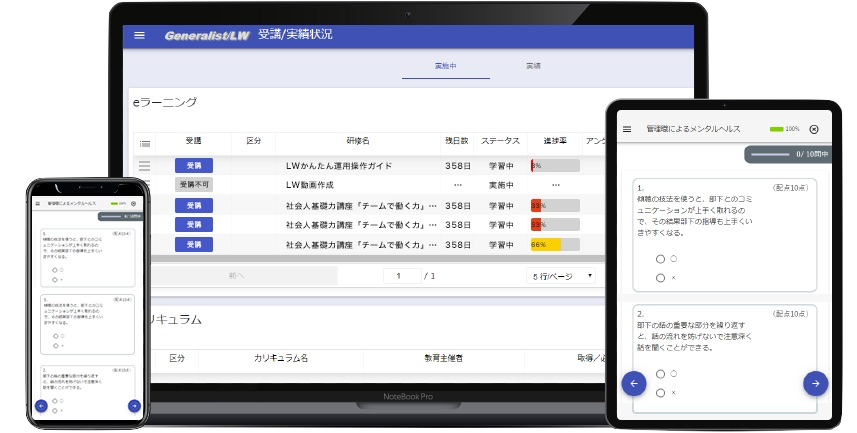 Generalist/LW 受講/実績状況
実施中 実績
eラーニング
受講 区分 研修名 残日数 ステータス 進捗率 アンケ
受講 LWかんたん運用操作ガイド 358日 学習中 3%
受講不可 LW動画作成 … 実施中 …
受講 社会人基礎力講座「チームで働く力」… 358日 学習中 33%
受講 社会人基礎力講座「チームで働く力」… 358日 学習中 33%
受講 社会人基礎力講座「チームで働く力」… 358日 学習中 66%
前へ 1 / 1 5 行/ページ
リキュラム
区分 カリキュラム名 教育主催者 取得/
NoteBook Pro
管理職によるメンタルヘルス 100%
0/ 10問中
1. (配点10点)
傾聴の技法を使うと、部下とのコミ
ュニケーションが上手く取れるの
で、その結果部下の指導も上手くい
きやすくなる。
○
×
2. (配点10点)
部下の話の重要な部分を繰り返す
と、話の流れを妨げないで注意深く
話を聞くことができる。
○
×
管理職によるメンタルヘルス 100%
0/ 10問中
1. (配点10点)
傾聴の技法を使うと、部下とのコミ
ュニケーションが上手く取れるの
で、その結果部下の指導も上手くい
きやすくなる。
○
×
1. (配点10点)
傾聴の技法を使うと、部下とのコミ
ュニケーションが上手く取れるの
で、その結果部下の指導も上手くい
きやすくなる。
○
×
2. (配点10点)
部下の話の重要な部分を繰り返す
と、話の流れを妨げないで注意深く
話を聞くことができる。
○
×